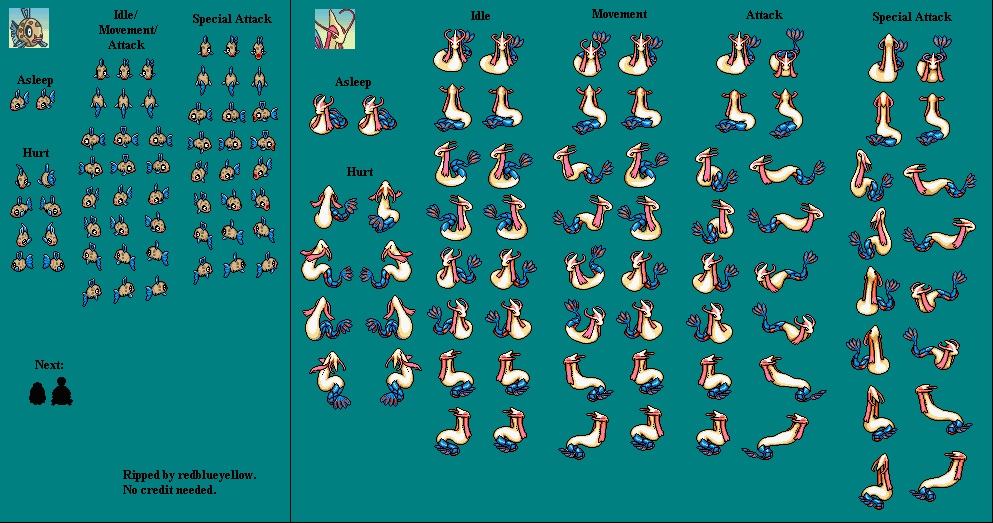 Idle/
Movement/
Attack
Special Attack
Asleep
Hurt
Next:
Ripped by redblueyellow.
No credit needed.
Idle
Movement
Attack
Special Attack
Asleep
Hurt